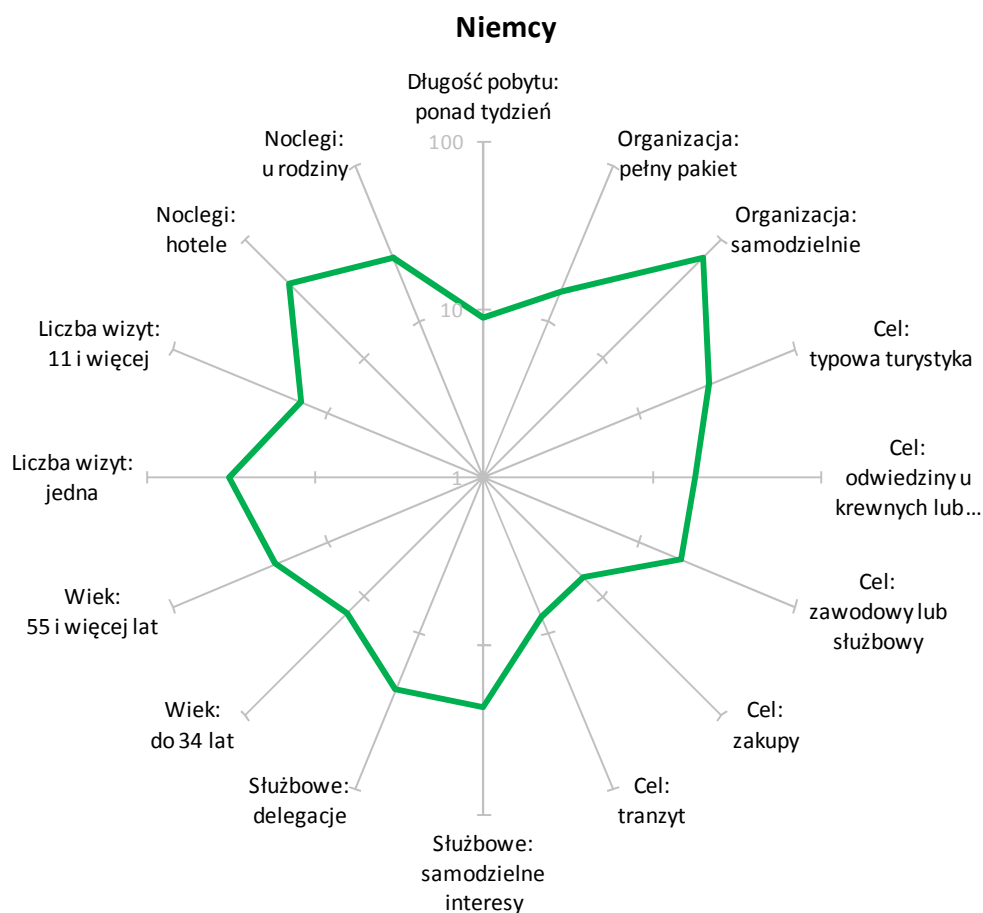 Niemcy
Długość pobytu:
ponad tydzień
Organizacja:
pełny pakiet
Organizacja:
samodzielnie
Cel:
typowa turystyka
Cel:
odwiedziny u
krewnych lub...
Cel:
zawodowy lub
służbowy
Cel:
zakupy
Cel:
tranzyt
Służbowe:
samodzielne
interesy
Służbowe:
delegacje
Wiek:
do 34 lat
Wiek:
55 i więcej lat
Liczba wizyt:
jedna
Liczba wizyt:
11 i więcej
Noclegi:
hotele
Noclegi:
u rodziny
100
10
1